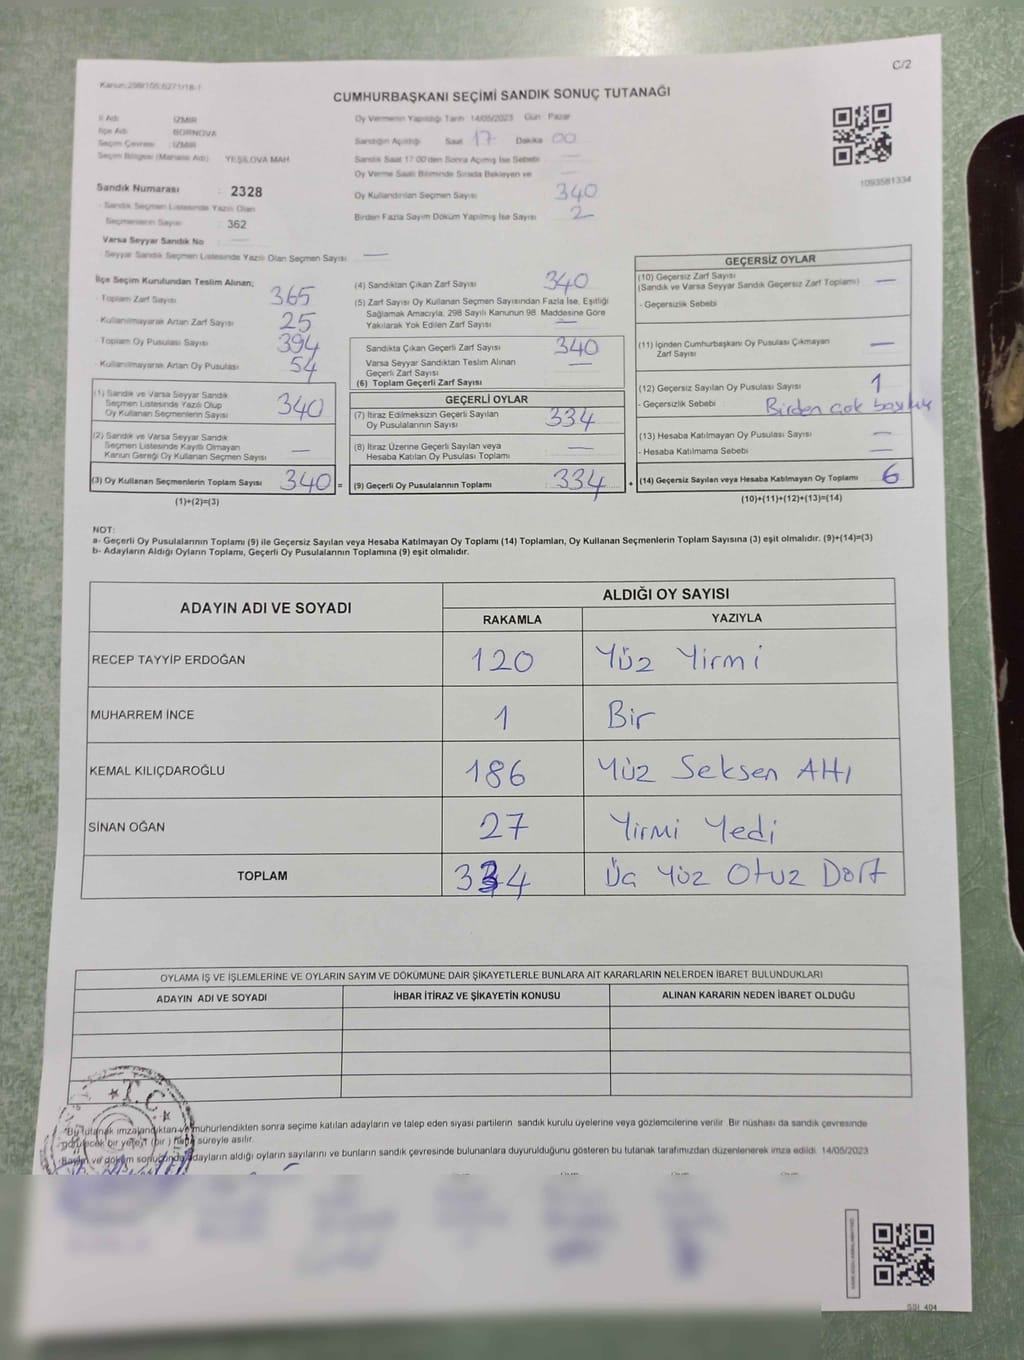 C/2
Kanun:298/105;6271/18-1
CUMHURBAŞKANI SEÇİMİ SANDIK SONUÇ TUTANAĞI
İl Adı İZMİR
İlçe Adı BORNOVA
Seçim Çevresi : İZMİR
Seçim Bölgesi (Mahalle Adı) YEŞİLOVA MAH
Sandık Numarası : 2328
- Sandık Seçmen Listesinde Yazılı Olan
Seçmenlerin Sayısı : 362
Varsa Seyyar Sandık No
- Seyyar Sandık Seçmen Listesinde Yazılı Olan Seçmen Sayısı : —
Oy Vermenin Yapıldığı Tarih 14/05/2023 Gün Pazar
Sandığın Açıldığı Saat 17 Dakika 00
Sandık Saat 17:00'den Sonra Açılmış İse Sebebi —
Oy Verme Saati Bitiminde Sırada Bekleyen ve —
Oy Kullandırılan Seçmen Sayısı 340
Birden Fazla Sayım Döküm Yapılmış İse Sayısı 2
1093581334
İlçe Seçim Kurulundan Teslim Alınan;
- Toplam Zarf Sayısı 365
- Kullanılmayarak Artan Zarf Sayısı 25
- Toplam Oy Pusulası Sayısı 394
- Kullanılmayarak Artan Oy Pusulası 54
(1) Sandık ve Varsa Seyyar Sandık
Seçmen Listesinde Yazılı Olup
Oy Kullanan Seçmenlerin Sayısı 340
(2) Sandık ve Varsa Seyyar Sandık
Seçmen Listesinde Kayıtlı Olmayan
Kanun Gereği Oy Kullanan Seçmen Sayısı —
(3) Oy Kullanan Seçmenlerin Toplam Sayısı 340 =
(1)+(2)=(3)
(4) Sandıktan Çıkan Zarf Sayısı 340
(5) Zarf Sayısı Oy Kullanan Seçmen Sayısından Fazla İse, Eşitliği
Sağlamak Amacıyla, 298 Sayılı Kanunun 98. Maddesine Göre
Yakılarak Yok Edilen Zarf Sayısı —
Sandıkta Çıkan Geçerli Zarf Sayısı 340
Varsa Seyyar Sandıktan Teslim Alınan
Geçerli Zarf Sayısı —
(6) Toplam Geçerli Zarf Sayısı
GEÇERLİ OYLAR
(7) İtiraz Edilmeksizin Geçerli Sayılan
Oy Pusulalarının Sayısı : 334
(8) İtiraz Üzerine Geçerli Sayılan veya
Hesaba Katılan Oy Pusulası Toplamı : —
(9) Geçerli Oy Pusulalarının Toplamı : 334 +
GEÇERSİZ OYLAR
(10) Geçersiz Zarf Sayısı
(Sandık ve Varsa Seyyar Sandık Geçersiz Zarf Toplamı) —
- Geçersizlik Sebebi
(11) İçinden Cumhurbaşkanı Oy Pusulası Çıkmayan
Zarf Sayısı —
(12) Geçersiz Sayılan Oy Pusulası Sayısı 1
- Geçersizlik Sebebi Birden çok
(13) Hesaba Katılmayan Oy Pusulası Sayısı —
- Hesaba Katılmama Sebebi —
(14) Geçersiz Sayılan veya Hesaba Katılmayan Oy Toplamı : 6
(10)+(11)+(12)+(13)=(14)
NOT:
a- Geçerli Oy Pusulalarının Toplamı (9) ile Geçersiz Sayılan veya Hesaba Katılmayan Oy Toplamı (14) Toplamları, Oy Kullanan Seçmenlerin Toplam Sayısına (3) eşit olmalıdır. (9)+(14)=(3)
b- Adayların Aldığı Oyların Toplamı, Geçerli Oy Pusulalarının Toplamına (9) eşit olmalıdır.
ADAYIN ADI VE SOYADI ALDIĞI OY SAYISI
RAKAMLA YAZIYLA
RECEP TAYYİP ERDOĞAN 120 Yüz Yirmi
MUHARREM İNCE 1 Bir
KEMAL KILIÇDAROĞLU 186 Yüz Seksen Altı
SİNAN OĞAN 27 Yirmi Yedi
TOPLAM 334 Üç Yüz Otuz Dört
OYLAMA İŞ VE İŞLEMLERİNE VE OYLARIN SAYIM VE DÖKÜMÜNE DAİR ŞİKAYETLERLE BUNLARA AİT KARARLARIN NELERDEN İBARET BULUNDUKLARI
ADAYIN ADI VE SOYADI İHBAR İTİRAZ VE ŞİKAYETİN KONUSU ALINAN KARARIN NEDEN İBARET OLDUĞU
T.C.
"Bu tutanak imzalandıktan ve mühürlendikten sonra seçime katılan adayların ve talep eden siyasi partilerin sandık kurulu üyelerine veya gözlemcilerine verilir. Bir nüshası da sandık çevresinde
görülecek bir yere, 1 (bir) hafta süreyle asılır.
Sayım ve döküm sonucunda adayların aldığı oyların sayılarını ve bunların sandık çevresinde bulunanlara duyurulduğunu gösteren bu tutanak tarafımızdan düzenlenerek imza edildi. 14/05/2023
404